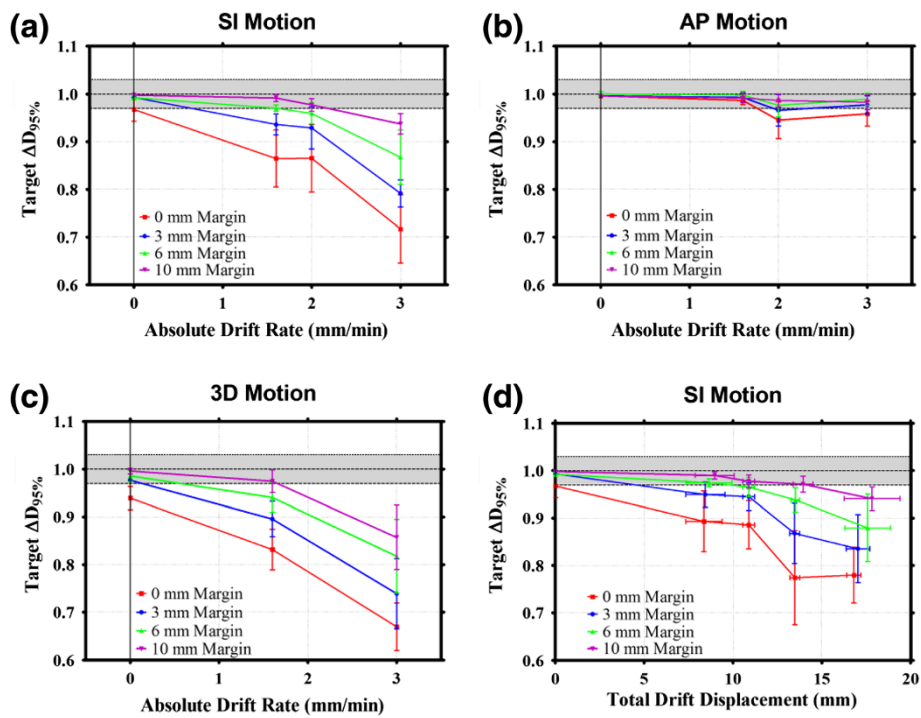 (a) SI Motion
1.1
1.0
0.9
0.8
0.7
0.6
Target ΔD95%
0 mm Margin
3 mm Margin
6 mm Margin
10 mm Margin
0 1 2 3
Absolute Drift Rate (mm/min)
(b) AP Motion
1.1
1.0
0.9
0.8
0.7
0.6
Target ΔD95%
0 mm Margin
3 mm Margin
6 mm Margin
10 mm Margin
0 1 2 3
Absolute Drift Rate (mm/min)
(c) 3D Motion
1.1
1.0
0.9
0.8
0.7
0.6
Target ΔD95%
0 mm Margin
3 mm Margin
6 mm Margin
10 mm Margin
0 1 2 3
Absolute Drift Rate (mm/min)
(d) SI Motion
1.1
1.0
0.9
0.8
0.7
0.6
Target ΔD95%
0 mm Margin
3 mm Margin
6 mm Margin
10 mm Margin
0 5 10 15 20
Total Drift Displacement (mm)